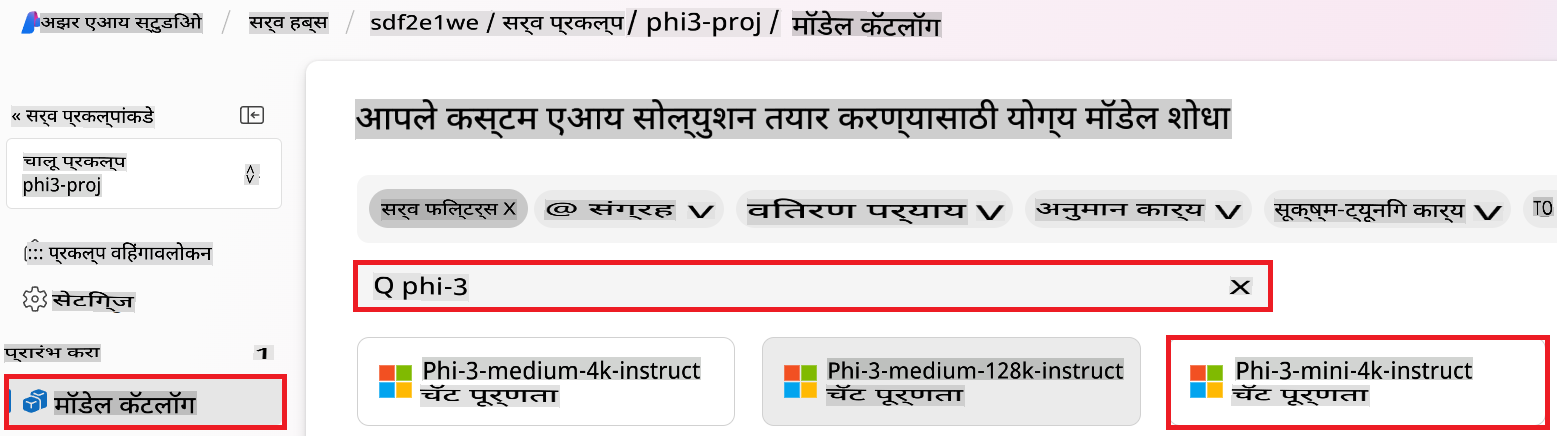 अझर एआय स्टुडिओ / सर्व हब्स / sdf2e1we / सर्व प्रकल्प / phi3-proj / मॉडेल कॅटलॉग
« सर्व प्रकल्पांकडे
चालू प्रकल्प
phi3-proj
प्रकल्प विहंगावलोकन
सेटिंग्ज
प्रारंभ करा 1
मॉडेल कॅटलॉग
आपले कस्टम एआय सोल्युशन तयार करण्यासाठी योग्य मॉडेल शोधा
सर्व फिल्टर्स X @ संग्रह वितरण पर्याय अनुमान कार्य सूक्ष्म-ट्यूनिंग कार्य TO
Q phi-3 X
Phi-3-medium-4k-instruct
चॅट पूर्णता
Phi-3-medium-128k-instruct
चॅट पूर्णता
Phi-3-mini-4k-instruct
चॅट पूर्णता